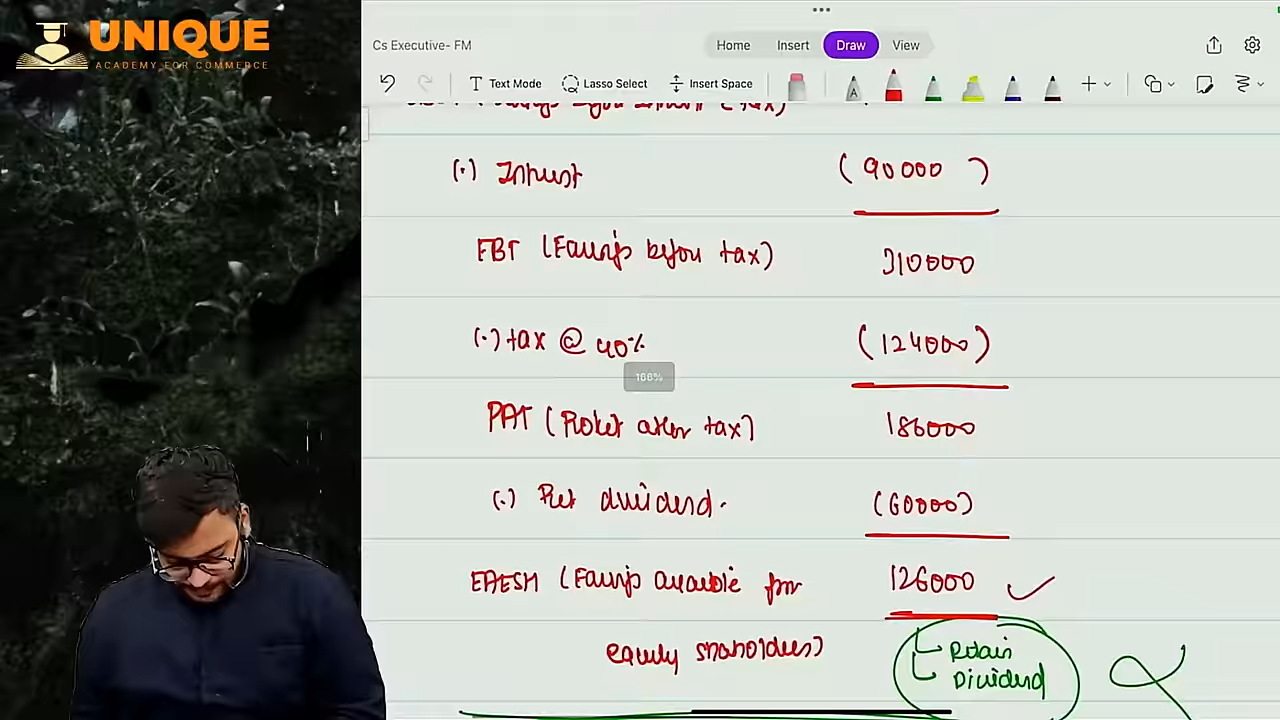 UNIQUE
ACADEMY FOR COMMERCE
Cs Executive- FM
Home Insert Draw View
Text Mode Lasso Select Insert Space
tax)
(-) Interest (90000)
EBT (Earnings before tax) 310000
(-) tax @ 40% (124000)
166%
PAT (Profit after tax) 186000
(-) Pref dividend. (60000)
EAESH (Earnings available for 126000
equity shareholders)
Retain
Dividend